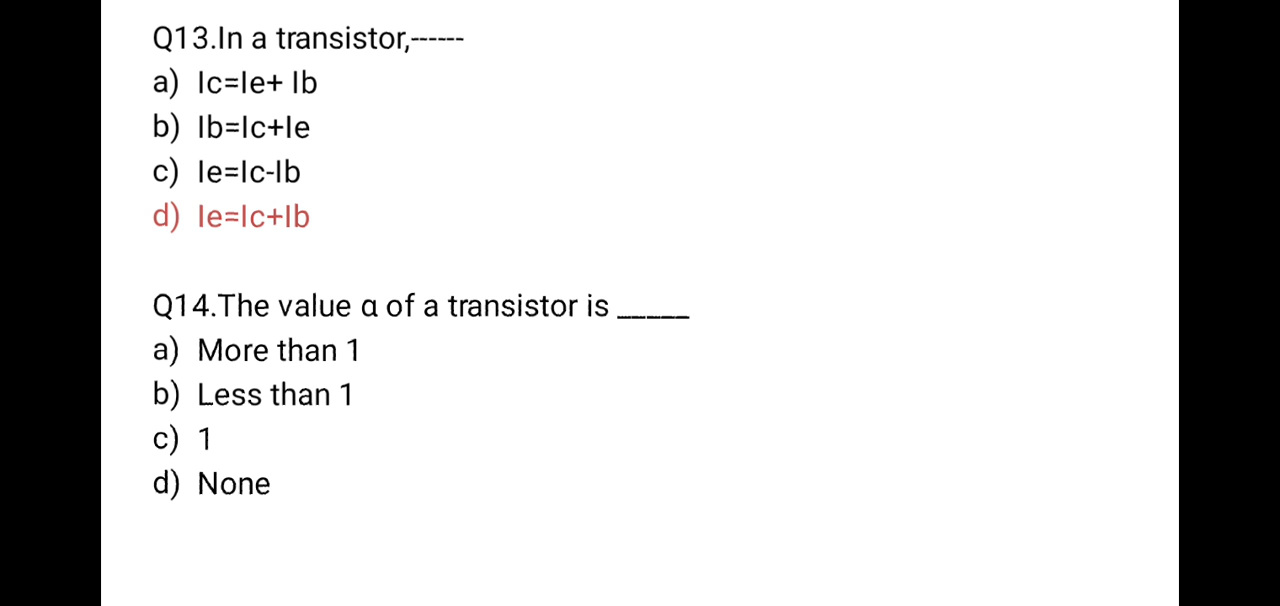 Q13.In a transistor,------
a) Ic=Ie+ Ib
b) Ib=Ic+Ie
c) Ie=Ic-Ib
d) Ie=Ic+Ib
Q14.The value α of a transistor is _____
a) More than 1
b) Less than 1
c) 1
d) None